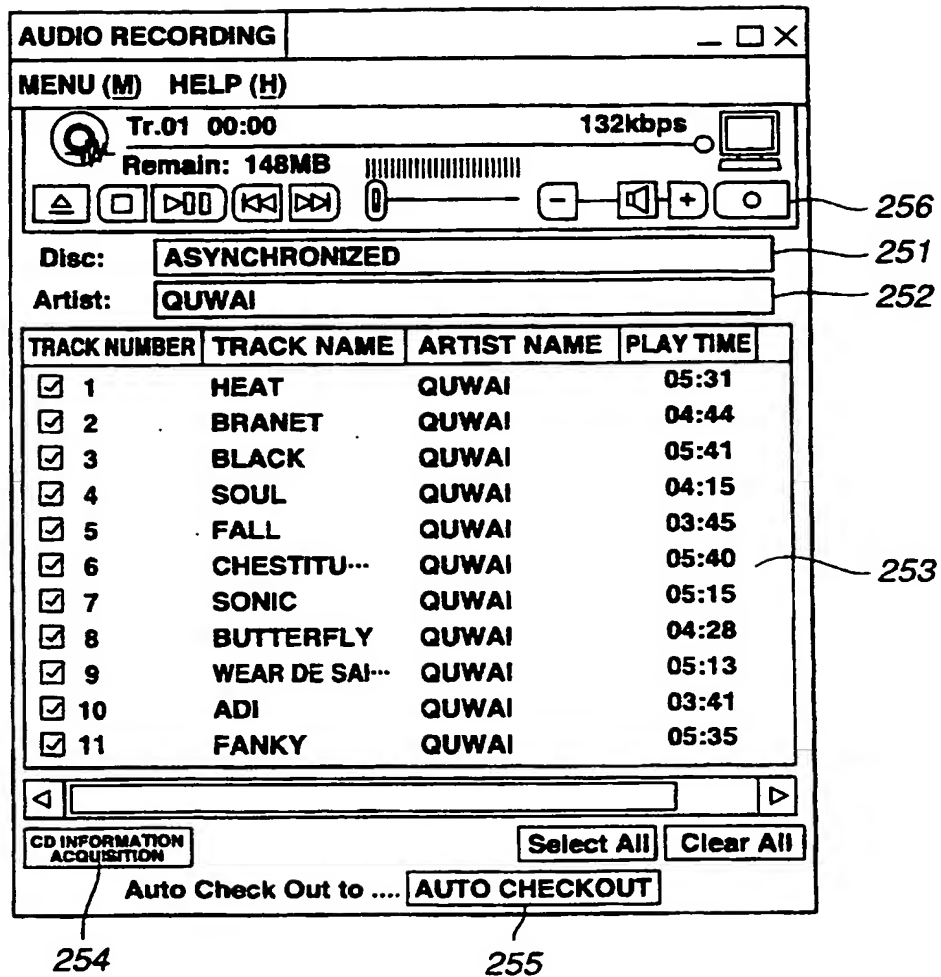 AUDIO RECORDING
MENU (M) HELP (H)
Tr.01 00:00 132kbps
Remain: 148MB
256
Disc: ASYNCHRONIZED 251
Artist: QUWAI 252
TRACK NUMBER TRACK NAME ARTIST NAME PLAY TIME
1 HEAT QUWAI 05:31
2 BRANET QUWAI 04:44
3 BLACK QUWAI 05:41
4 SOUL QUWAI 04:15
5 FALL QUWAI 03:45
6 CHESTITU... QUWAI 05:40 253
7 SONIC QUWAI 05:15
8 BUTTERFLY QUWAI 04:28
9 WEAR DE SAI... QUWAI 05:13
10 ADI QUWAI 03:41
11 FANKY QUWAI 05:35
CD INFORMATION
ACQUISITION
Select All Clear All
Auto Check Out to .... AUTO CHECKOUT
254 255